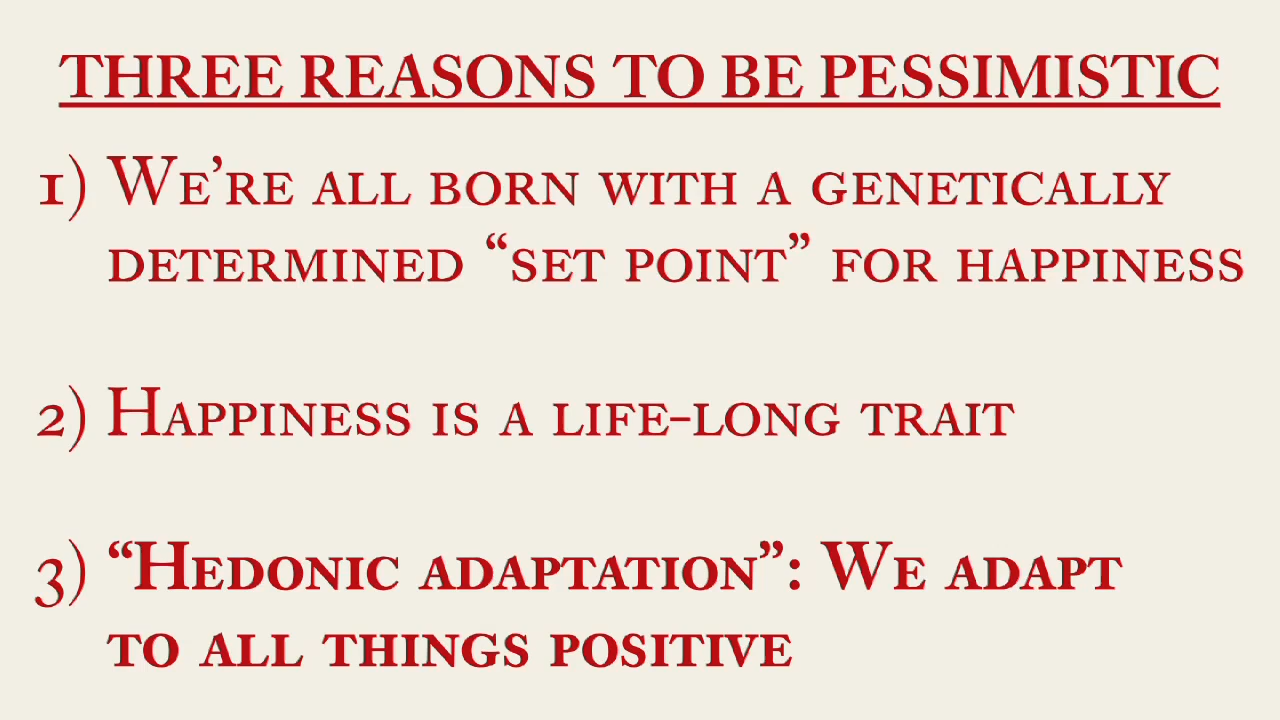 THREE REASONS TO BE PESSIMISTIC
1) We’re all born with a genetically
determined “set point” for happiness
2) Happiness is a life-long trait
3) “Hedonic adaptation”: We adapt
to all things positive